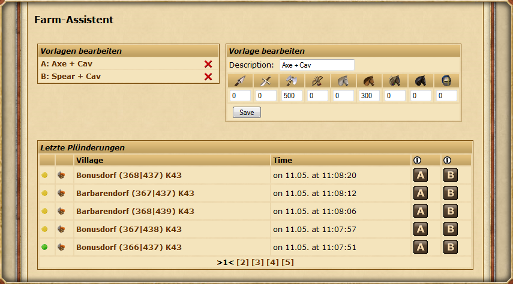 Farm-Assistent
Vorlagen bearbeiten
A: Axe + Cav
B: Spear + Cav
Vorlage bearbeiten
Description: Axe + Cav
0 0 500 0 0 300 0 0 0
Save
Letzte Plünderungen
Village Time
Bonusdorf (368|437) K43 on 11.05. at 11:08:20 A B
Barbarendorf (367|437) K43 on 11.05. at 11:08:12 A B
Barbarendorf (368|439) K43 on 11.05. at 11:08:06 A B
Bonusdorf (367|438) K43 on 11.05. at 11:07:57 A B
Bonusdorf (366|437) K43 on 11.05. at 11:07:51 A B
>1< [2] [3] [4] [5]